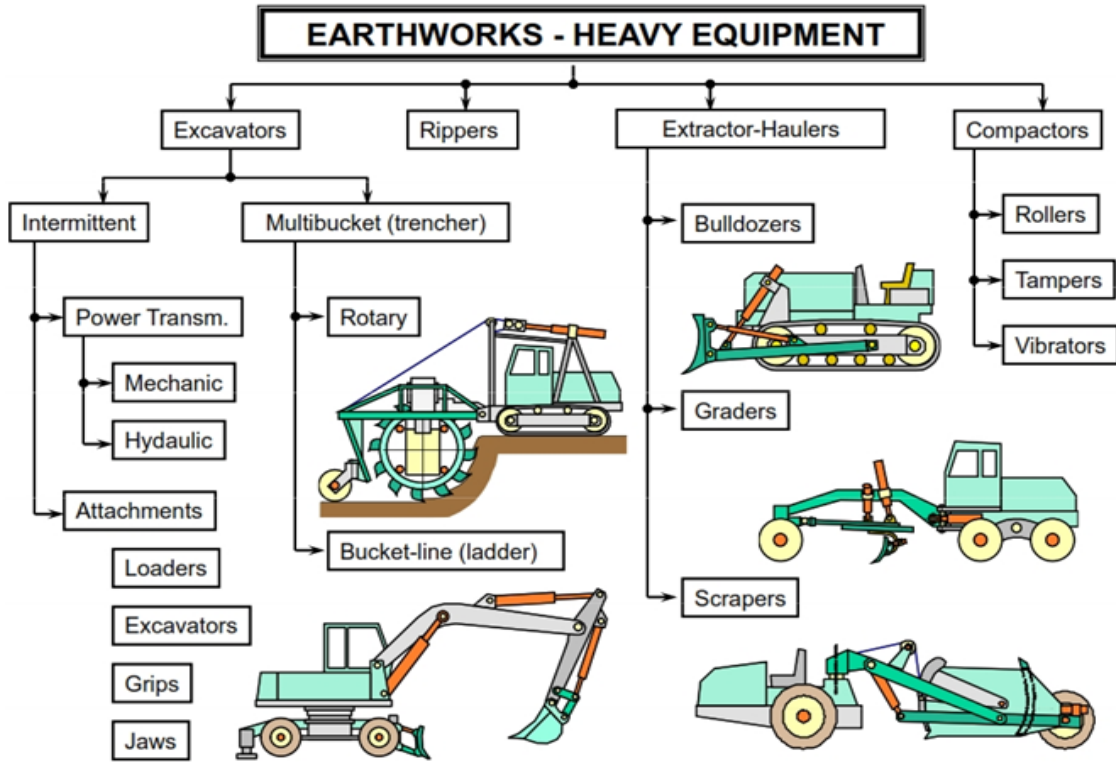 EARTHWORKS - HEAVY EQUIPMENT
Excavators
Rippers
Extractor-Haulers
Compactors
Intermittent
Multibucket (trencher)
Bulldozers
Rollers
Tampers
Power Transm.
Rotary
Vibrators
Mechanic
Graders
Hydaulic
Attachments
Bucket-line (ladder)
Loaders
Scrapers
Excavators
Grips
Jaws